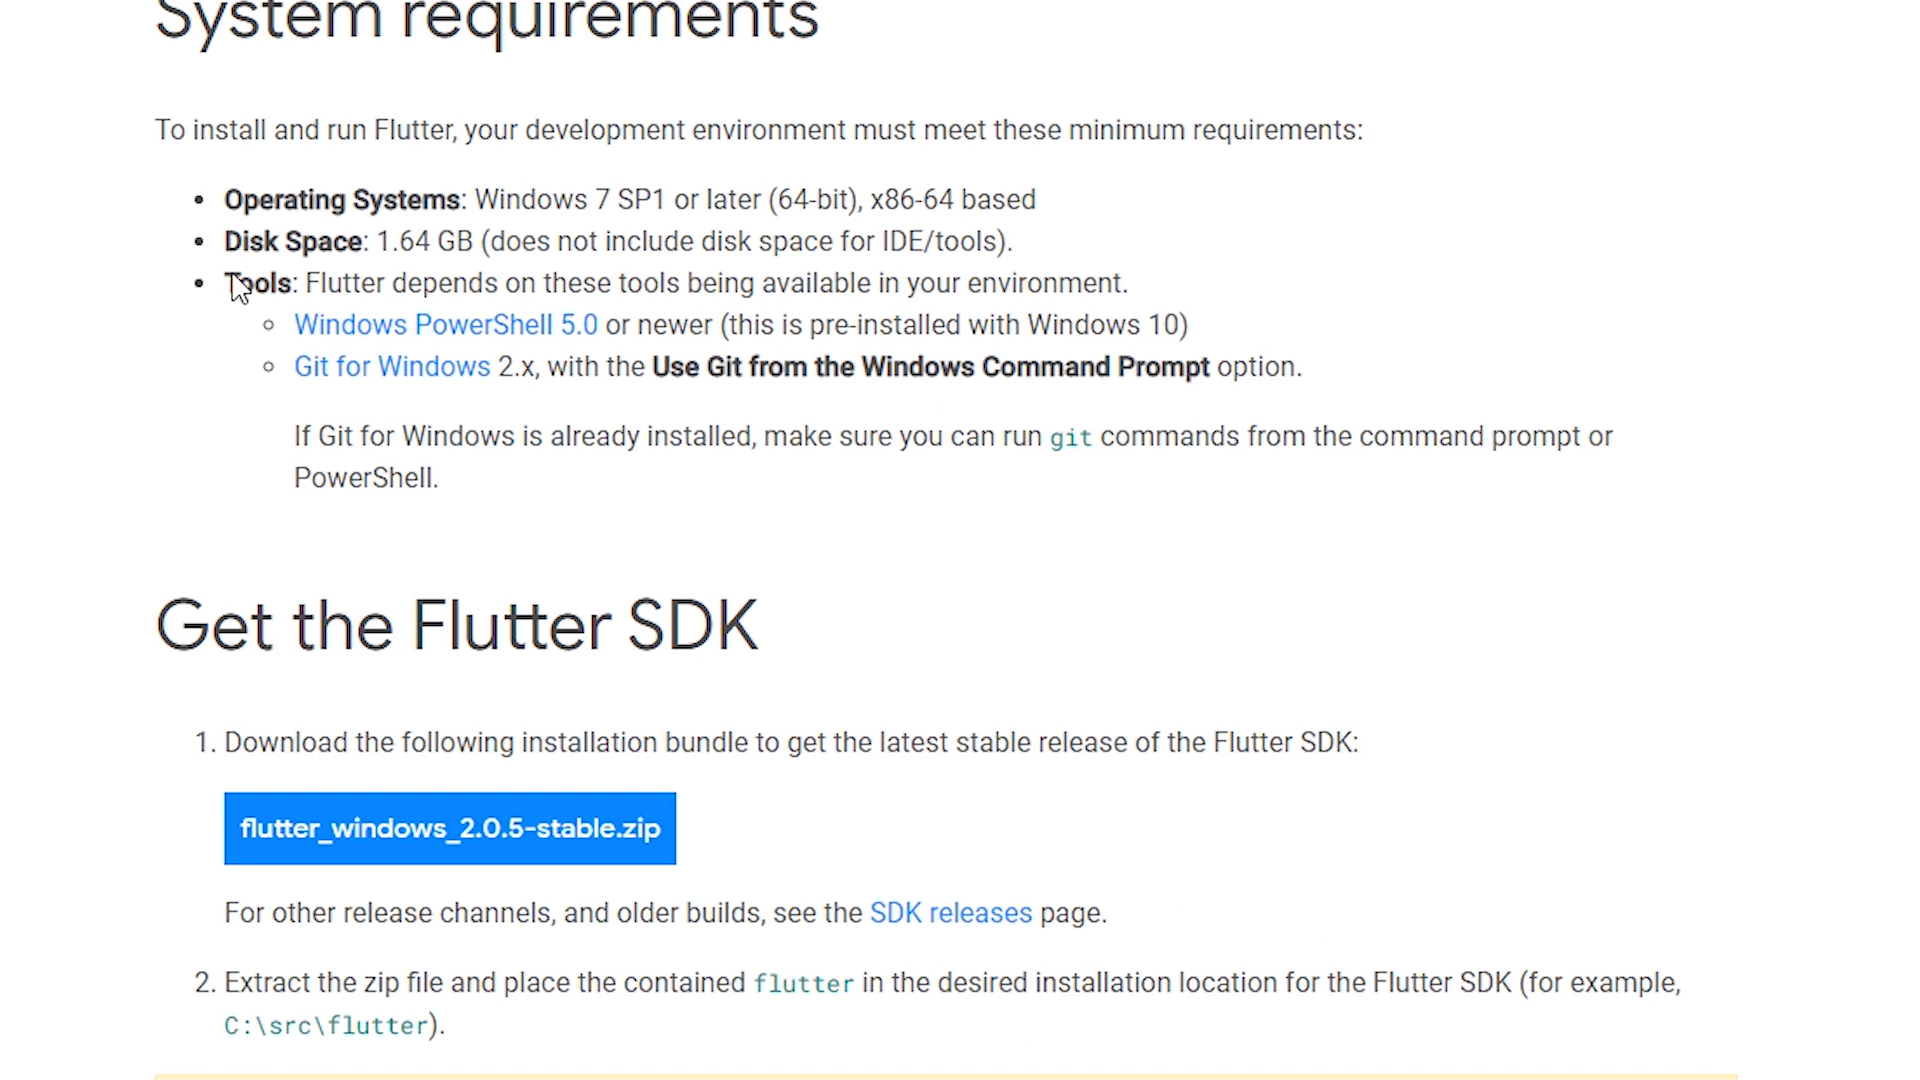 System requirements
To install and run Flutter, your development environment must meet these minimum requirements:
Operating Systems: Windows 7 SP1 or later (64-bit), x86-64 based
Disk Space: 1.64 GB (does not include disk space for IDE/tools).
Tools: Flutter depends on these tools being available in your environment.
Windows PowerShell 5.0 or newer (this is pre-installed with Windows 10)
Git for Windows 2.x, with the Use Git from the Windows Command Prompt option.
If Git for Windows is already installed, make sure you can run git commands from the command prompt or
PowerShell.
Get the Flutter SDK
1. Download the following installation bundle to get the latest stable release of the Flutter SDK:
flutter_windows_2.0.5-stable.zip
For other release channels, and older builds, see the SDK releases page.
2. Extract the zip file and place the contained flutter in the desired installation location for the Flutter SDK (for example,
C:\src\flutter).